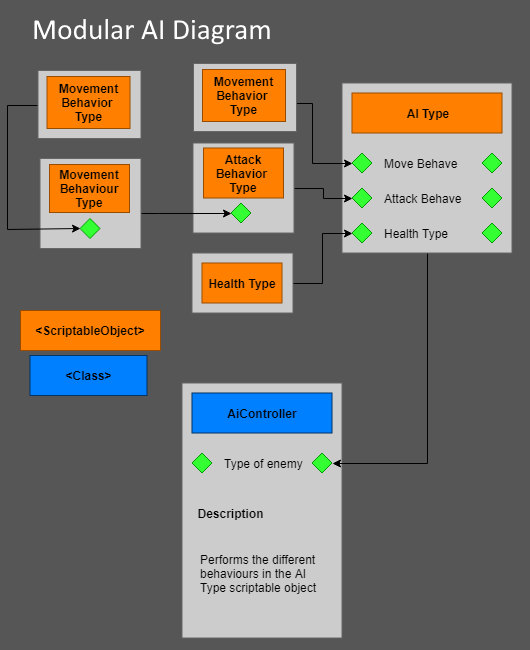 Modular AI Diagram
Movement
Behavior
Type
Movement
Behavior
Type
AI Type
Move Behave
Attack Behave
Health Type
Movement
Behaviour
Type
Attack
Behavior
Type
Health Type
<ScriptableObject>
<Class>
AiController
Type of enemy
Description
Performs the different
behaviours in the AI
Type scriptable object